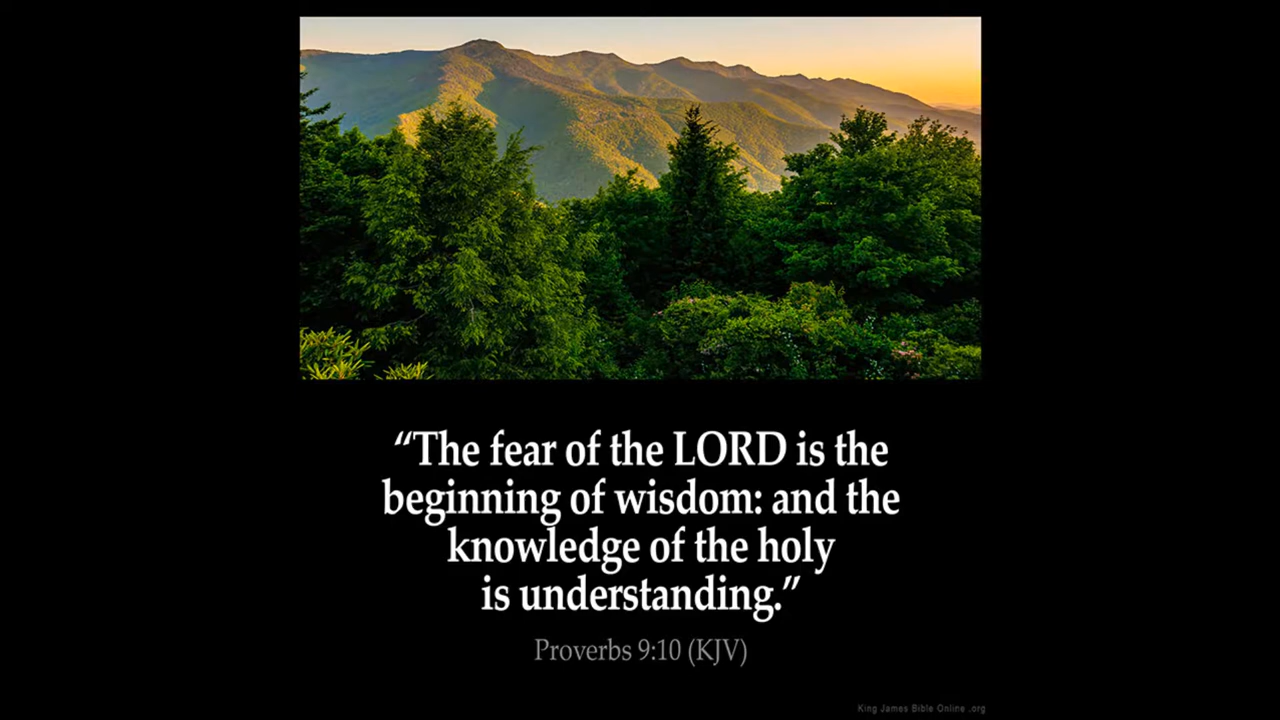 “The fear of the LORD is the
beginning of wisdom: and the
knowledge of the holy
is understanding.”
Proverbs 9:10 (KJV)
King James Bible Online .org